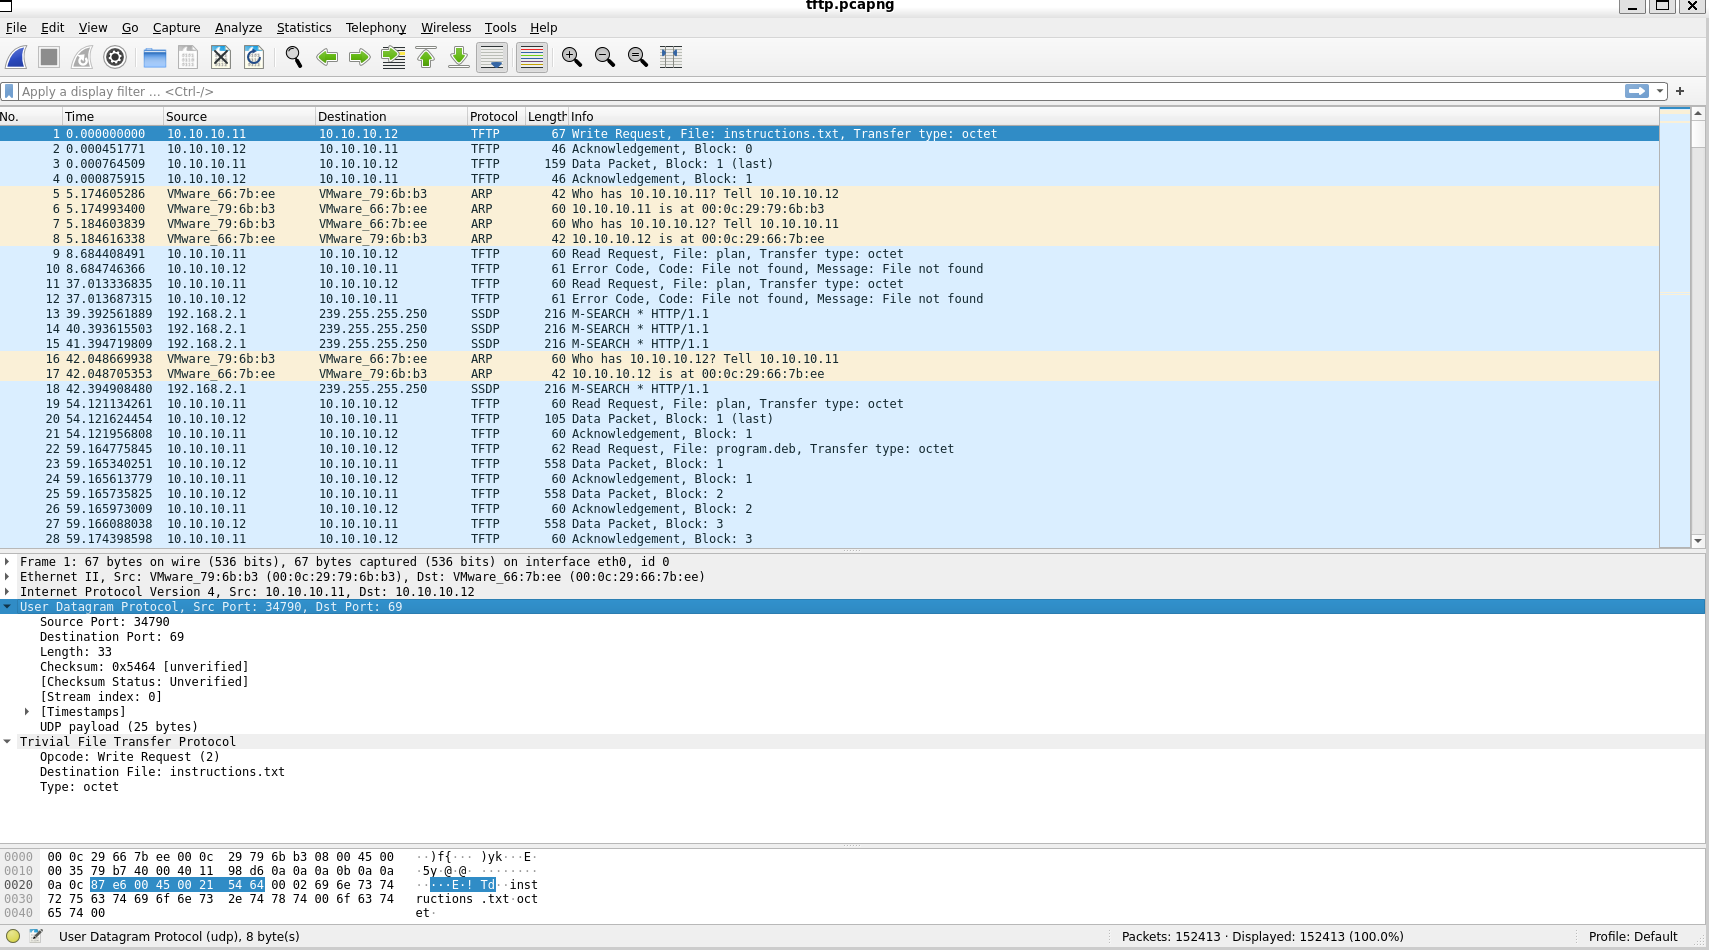 tftp.pcapng
File Edit View Go Capture Analyze Statistics Telephony Wireless Tools Help
Apply a display filter ... <Ctrl-/>
No. Time Source Destination Protocol Length Info
1 0.000000000 10.10.10.11 10.10.10.12 TFTP 67 Write Request, File: instructions.txt, Transfer type: octet
2 0.000451771 10.10.10.12 10.10.10.11 TFTP 46 Acknowledgement, Block: 0
3 0.000764509 10.10.10.11 10.10.10.12 TFTP 159 Data Packet, Block: 1 (last)
4 0.000875915 10.10.10.12 10.10.10.11 TFTP 46 Acknowledgement, Block: 1
5 5.174605286 VMware_66:7b:ee VMware_79:6b:b3 ARP 42 Who has 10.10.10.11? Tell 10.10.10.12
6 5.174993400 VMware_79:6b:b3 VMware_66:7b:ee ARP 60 10.10.10.11 is at 00:0c:29:79:6b:b3
7 5.184603839 VMware_79:6b:b3 VMware_66:7b:ee ARP 60 Who has 10.10.10.12? Tell 10.10.10.11
8 5.184616338 VMware_66:7b:ee VMware_79:6b:b3 ARP 42 10.10.10.12 is at 00:0c:29:66:7b:ee
9 8.684408491 10.10.10.11 10.10.10.12 TFTP 60 Read Request, File: plan, Transfer type: octet
10 8.684746366 10.10.10.12 10.10.10.11 TFTP 61 Error Code, Code: File not found, Message: File not found
11 37.013336835 10.10.10.11 10.10.10.12 TFTP 60 Read Request, File: plan, Transfer type: octet
12 37.013687315 10.10.10.12 10.10.10.11 TFTP 61 Error Code, Code: File not found, Message: File not found
13 39.392561889 192.168.2.1 239.255.255.250 SSDP 216 M-SEARCH * HTTP/1.1
14 40.393615503 192.168.2.1 239.255.255.250 SSDP 216 M-SEARCH * HTTP/1.1
15 41.394719809 192.168.2.1 239.255.255.250 SSDP 216 M-SEARCH * HTTP/1.1
16 42.048669938 VMware_79:6b:b3 VMware_66:7b:ee ARP 60 Who has 10.10.10.12? Tell 10.10.10.11
17 42.048705353 VMware_66:7b:ee VMware_79:6b:b3 ARP 42 10.10.10.12 is at 00:0c:29:66:7b:ee
18 42.394908480 192.168.2.1 239.255.255.250 SSDP 216 M-SEARCH * HTTP/1.1
19 54.121134261 10.10.10.11 10.10.10.12 TFTP 60 Read Request, File: plan, Transfer type: octet
20 54.121624454 10.10.10.12 10.10.10.11 TFTP 105 Data Packet, Block: 1 (last)
21 54.121956808 10.10.10.11 10.10.10.12 TFTP 60 Acknowledgement, Block: 1
22 59.164775845 10.10.10.11 10.10.10.12 TFTP 62 Read Request, File: program.deb, Transfer type: octet
23 59.165340251 10.10.10.12 10.10.10.11 TFTP 558 Data Packet, Block: 1
24 59.165613779 10.10.10.11 10.10.10.12 TFTP 60 Acknowledgement, Block: 1
25 59.165735825 10.10.10.12 10.10.10.11 TFTP 558 Data Packet, Block: 2
26 59.165973009 10.10.10.11 10.10.10.12 TFTP 60 Acknowledgement, Block: 2
27 59.166088038 10.10.10.12 10.10.10.11 TFTP 558 Data Packet, Block: 3
28 59.174398598 10.10.10.11 10.10.10.12 TFTP 60 Acknowledgement, Block: 3
Frame 1: 67 bytes on wire (536 bits), 67 bytes captured (536 bits) on interface eth0, id 0
Ethernet II, Src: VMware_79:6b:b3 (00:0c:29:79:6b:b3), Dst: VMware_66:7b:ee (00:0c:29:66:7b:ee)
Internet Protocol Version 4, Src: 10.10.10.11, Dst: 10.10.10.12
User Datagram Protocol, Src Port: 34790, Dst Port: 69
Source Port: 34790
Destination Port: 69
Length: 33
Checksum: 0x5464 [unverified]
[Checksum Status: Unverified]
[Stream index: 0]
[Timestamps]
UDP payload (25 bytes)
Trivial File Transfer Protocol
Opcode: Write Request (2)
Destination File: instructions.txt
Type: octet
0000 00 0c 29 66 7b ee 00 0c 29 79 6b b3 08 00 45 00 ··)f{··· )yk···E·
0010 00 35 79 b7 40 00 40 11 98 d6 0a 0a 0a 0b 0a 0a ·5y·@·@· ········
0020 0a 0c 87 e6 00 45 00 21 54 64 00 02 69 6e 73 74 ·····E·! Td··inst
0030 72 75 63 74 69 6f 6e 73 2e 74 78 74 00 6f 63 74 ructions .txt·oct
0040 65 74 00 et·
User Datagram Protocol (udp), 8 byte(s) Packets: 152413 · Displayed: 152413 (100.0%) Profile: Default